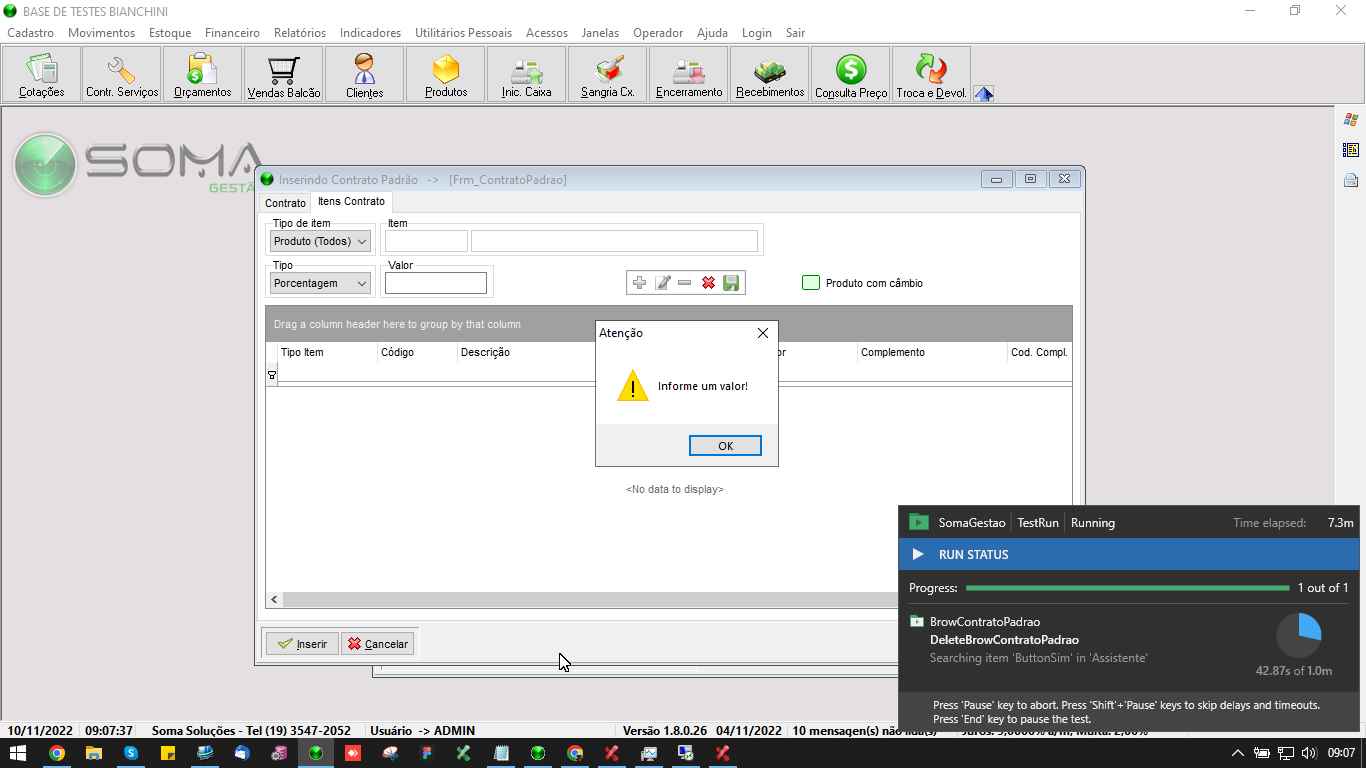 BASE DE TESTES BIANCHINI
Cadastro Movimentos Estoque Financeiro Relatórios Indicadores Utilitários Pessoais Acessos Janelas Operador Ajuda Login Sair
Cotações Contr. Serviços Orçamentos Vendas Balcão Clientes Produtos Inic. Caixa Sangria Cx. Encerramento Recebimentos Consulta Preço Troca e Devol.
SOMA
GESTÃ
Inserindo Contrato Padrão -> [Frm_ContratoPadrao]
Contrato Itens Contrato
Tipo de item Item
Produto (Todos)
Tipo Valor
Porcentagem Produto com câmbio
Drag a column header here to group by that column
Tipo Item Código Descrição or Complemento Cod. Compl.
Atenção
Informe um valor!
OK
<No data to display>
Inserir Cancelar
SomaGestao TestRun Running Time elapsed: 7.3m
RUN STATUS
Progress: 1 out of 1
BrowContratoPadrao
DeleteBrowContratoPadrao
Searching item 'ButtonSim' in 'Assistente'
42.87s of 1.0m
Press 'Pause' key to abort. Press 'Shift'+'Pause' keys to skip delays and timeouts.
Press 'End' key to pause the test.
10/11/2022 09:07:37 Soma Soluções - Tel (19) 3547-2052 Usuário -> ADMIN Versão 1.8.0.26 04/11/2022 10 mensagen(s) não lida(s) Juros: 5,0000% a/m, Multa: 2,00%
09:07